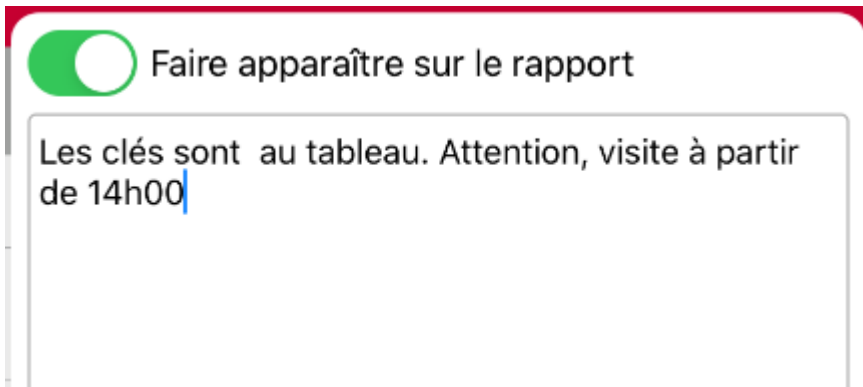 Faire apparaître sur le rapport
Les clés sont  au tableau. Attention, visite à partir
de 14h00